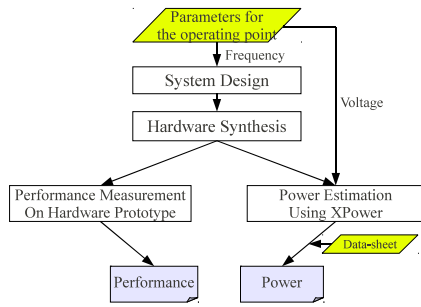 Parameters for
the operating point
Frequency
System Design
Voltage
Hardware Synthesis
Performance Measurement
On Hardware Prototype
Power Estimation
Using XPower
Data-sheet
Performance
Power